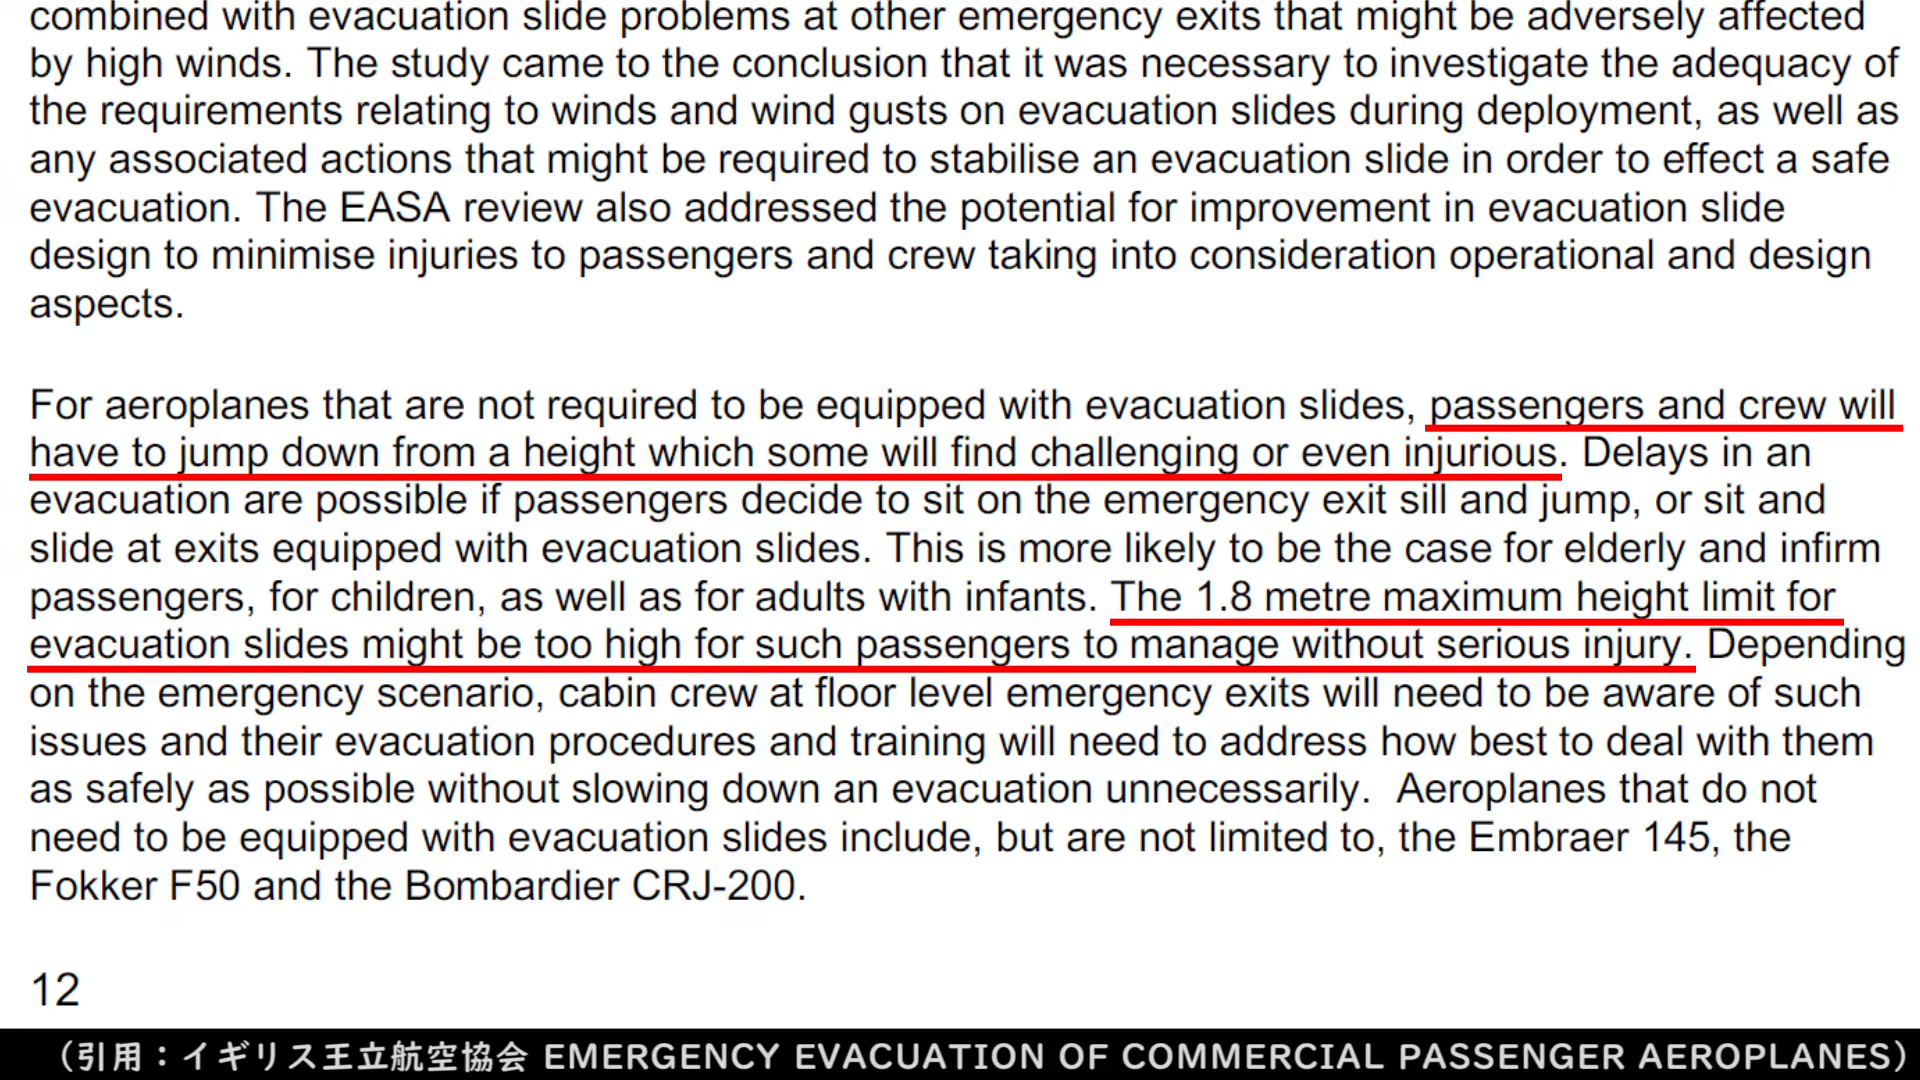 combined with evacuation slide problems at other emergency exits that might be adversely affected
by high winds. The study came to the conclusion that it was necessary to investigate the adequacy of
the requirements relating to winds and wind gusts on evacuation slides during deployment, as well as
any associated actions that might be required to stabilise an evacuation slide in order to effect a safe
evacuation. The EASA review also addressed the potential for improvement in evacuation slide
design to minimise injuries to passengers and crew taking into consideration operational and design
aspects.
For aeroplanes that are not required to be equipped with evacuation slides, passengers and crew will
have to jump down from a height which some will find challenging or even injurious. Delays in an
evacuation are possible if passengers decide to sit on the emergency exit sill and jump, or sit and
slide at exits equipped with evacuation slides. This is more likely to be the case for elderly and infirm
passengers, for children, as well as for adults with infants. The 1.8 metre maximum height limit for
evacuation slides might be too high for such passengers to manage without serious injury. Depending
on the emergency scenario, cabin crew at floor level emergency exits will need to be aware of such
issues and their evacuation procedures and training will need to address how best to deal with them
as safely as possible without slowing down an evacuation unnecessarily. Aeroplanes that do not
need to be equipped with evacuation slides include, but are not limited to, the Embraer 145, the
Fokker F50 and the Bombardier CRJ-200.
12
（引用：イギリス王立航空協会 EMERGENCY EVACUATION OF COMMERCIAL PASSENGER AEROPLANES）